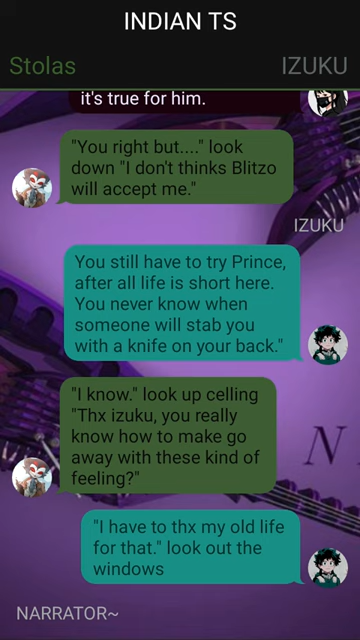 INDIAN TS
Stolas
IZUKU
it's true for him.
"You right but...." look
down "I don't thinks Blitzo
will accept me."
IZUKU
You still have to try Prince,
after all life is short here.
You never know when
someone will stab you
with a knife on your back."
"I know." look up celling
"Thx izuku, you really
know how to make go
away with these kind of
feeling?"
N
"I have to thx my old life
for that." look out the
windows
NARRATOR~